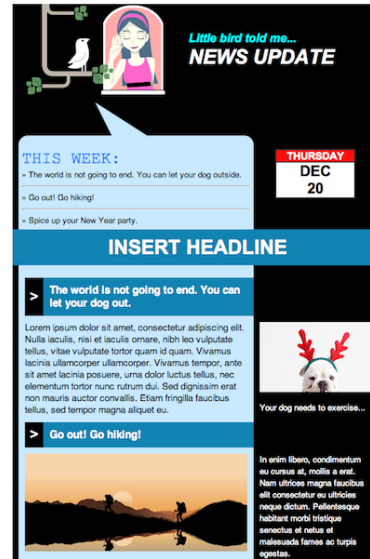 Little bird told me...
NEWS UPDATE
THIS WEEK:
» The world is not going to end. You can let your dog outside.
» Go out! Go hiking!
» Spice up your New Year party.
THURSDAY
DEC
20
INSERT HEADLINE
> The world is not going to end. You can
let your dog out.
Lorem ipsum dolor sit amet, consectetur adipiscing elit.
Nulla iaculis, nisi et iaculis ornare, nibh leo vulputate
tellus, vitae vulputate tortor quam id quam. Vivamus
lacinia ullamcorper ullamcorper. Vivamus tempor, ante
sit amet lacinia posuere, urna dolor luctus tellus, nec
elementum tortor nunc rutrum dui. Sed dignissim erat
non mauris auctor convallis. Etiam fringilla faucibus
tellus, sed tempor magna aliquet eu.
Your dog needs to exercise...
> Go out! Go hiking!
In enim libero, condimentum
eu cursus at, mollis a erat.
Nam ultrices magna faucibus
elit consectetur eu ultricies
neque dictum. Pellentesque
habitant morbi tristique
senectus et netus et
malesuada fames ac turpis
egestas.